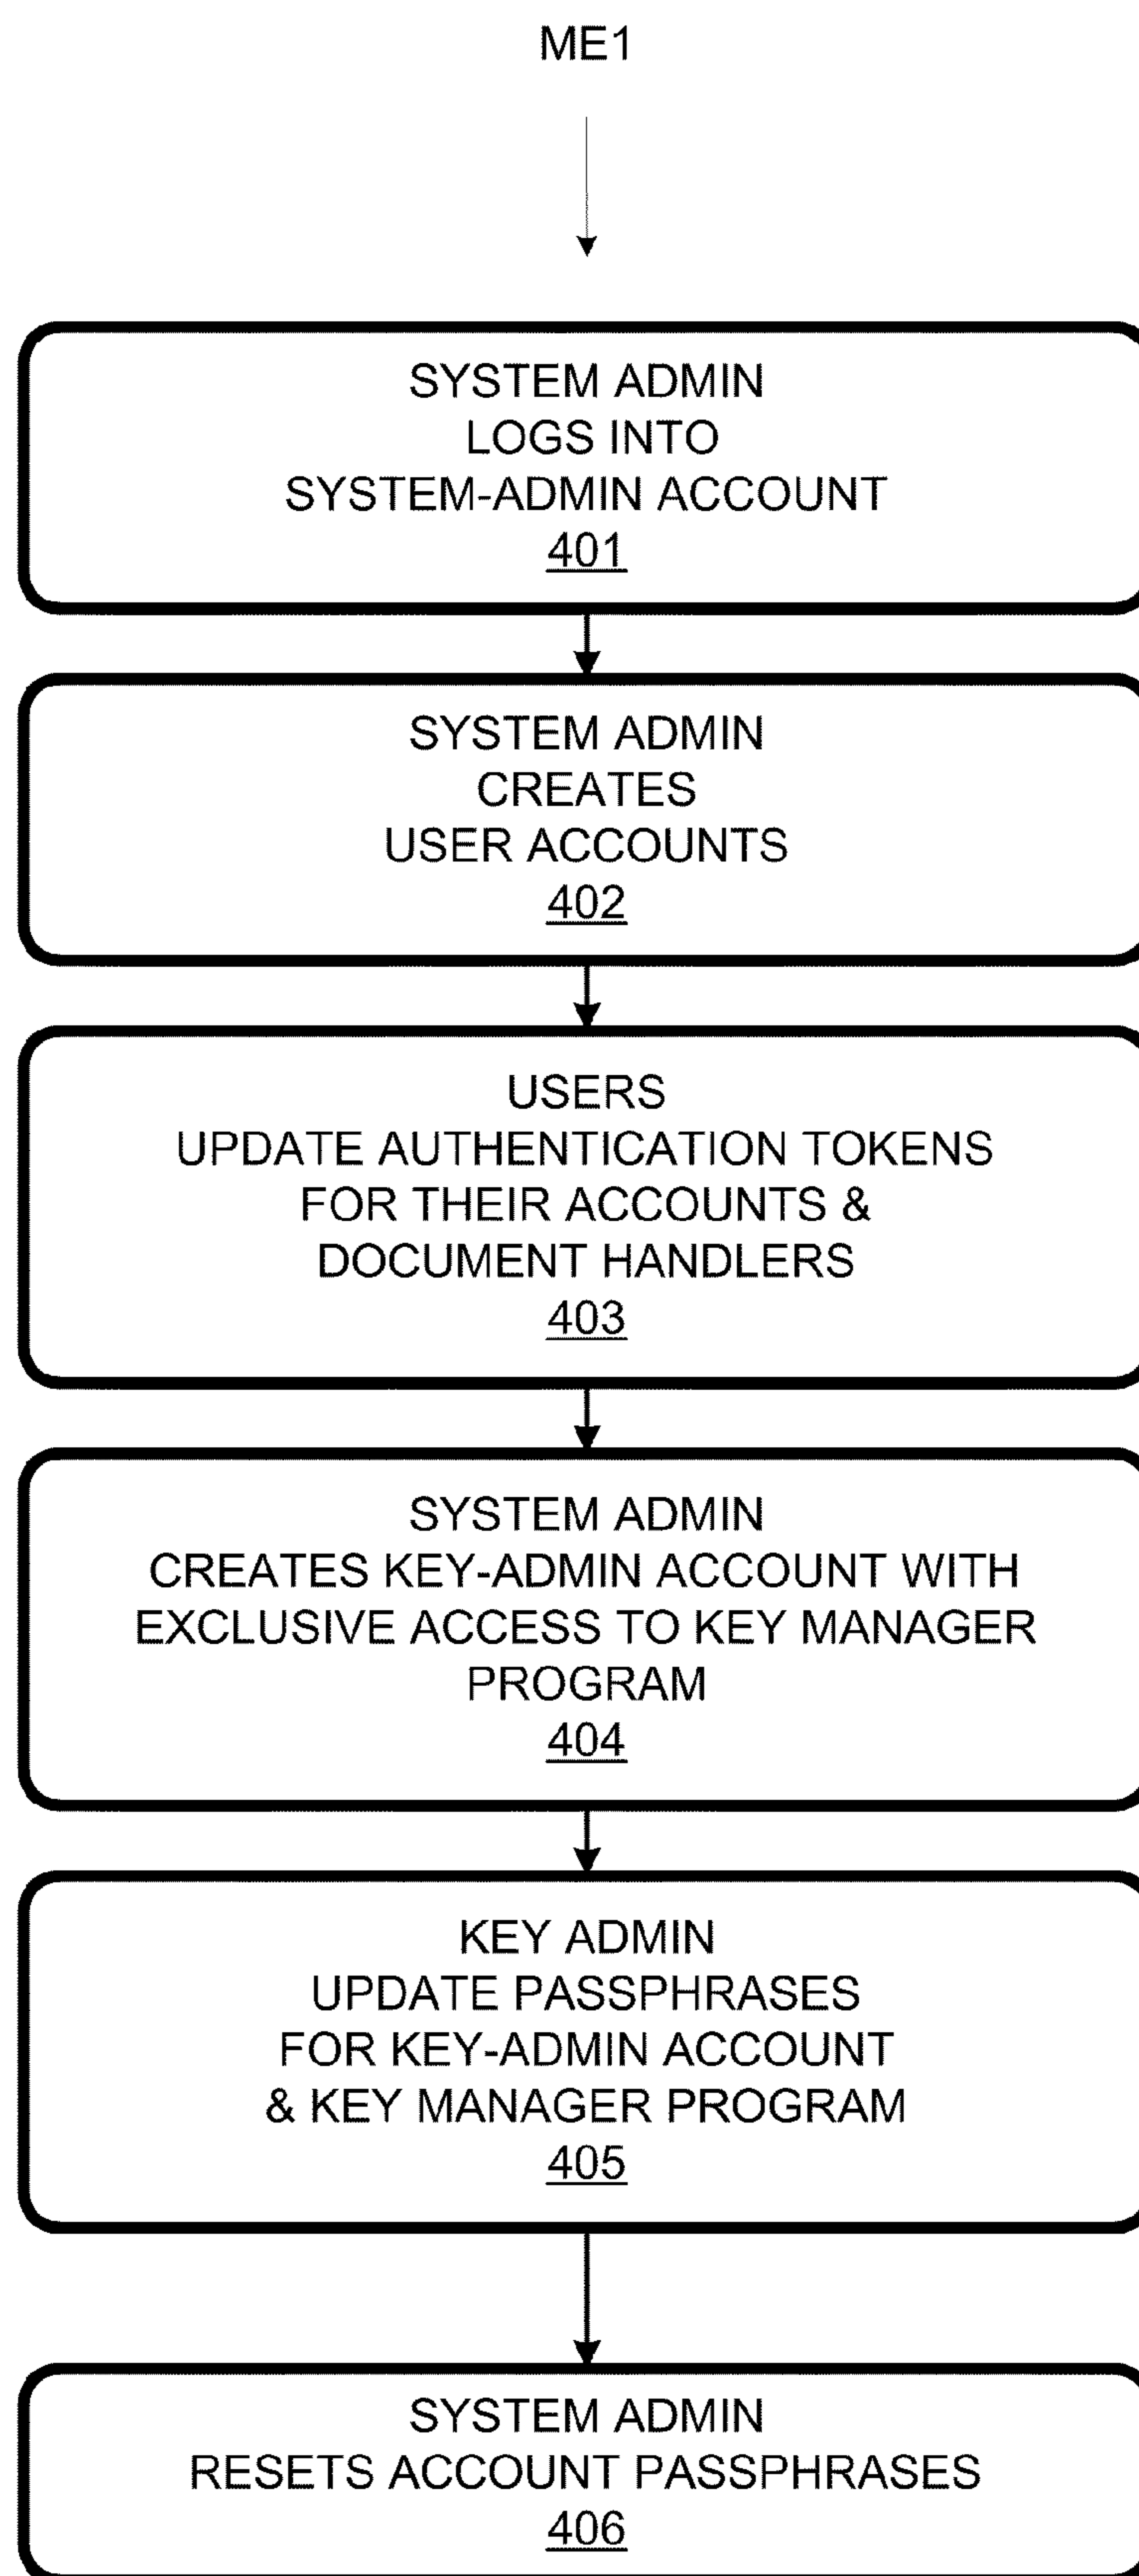 ME1
SYSTEM ADMIN
LOGS INTO
SYSTEM-ADMIN ACCOUNT
401
SYSTEM ADMIN
CREATES
USER ACCOUNTS
402
USERS
UPDATE AUTHENTICATION TOKENS
FOR THEIR ACCOUNTS &
DOCUMENT HANDLERS
403
SYSTEM ADMIN
CREATES KEY-ADMIN ACCOUNT WITH
EXCLUSIVE ACCESS TO KEY MANAGER
PROGRAM
404
KEY ADMIN
UPDATE PASSPHRASES
FOR KEY-ADMIN ACCOUNT
& KEY MANAGER PROGRAM
405
SYSTEM ADMIN
RESETS ACCOUNT PASSPHRASES
406